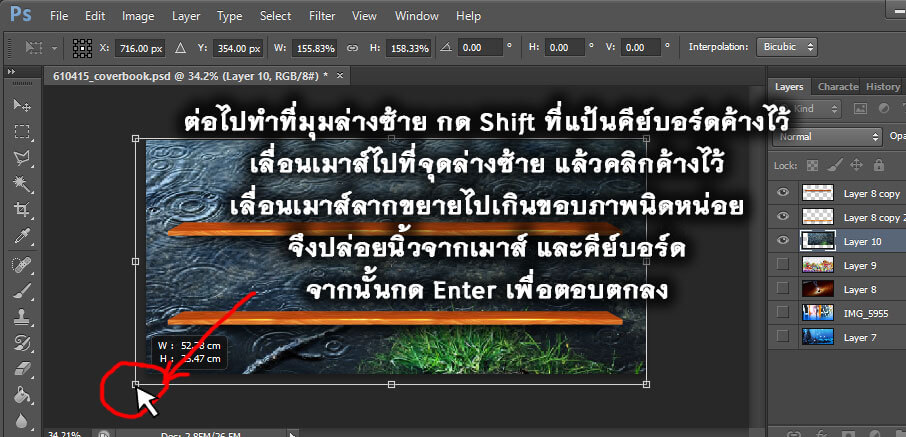 Ps File Edit Image Layer Type Select Filter View Window Help
X: 716.00 px Y: 354.00 px W: 155.83% H: 158.33% 0.00 ° H: 0.00 ° V: 0.00 ° Interpolation: Bicubic
610415_coverbook.psd @ 34.2% (Layer 10, RGB/8#) * ×
Layers Characte History
Kind
Normal Opa
Lock:
Layer 8 copy
Layer 8 copy 2
Layer 10
Layer 9
Layer 8
IMG_5955
Layer 7
ต่อไปทำที่มุมล่างซ้าย กด Shift ที่แป้นคีย์บอร์ดค้างไว้
เลื่อนเมาส์ไปที่จุดล่างซ้าย แล้วคลิกค้างไว้
เลื่อนเมาส์ลากขยายไปเกินขอบภาพนิดหน่อย
จึงปล่อยนิ้วจากเมาส์ และคีย์บอร์ด
จากนั้นกด Enter เพื่อตอบตกลง
W :
H :
cm
cm
34.21%